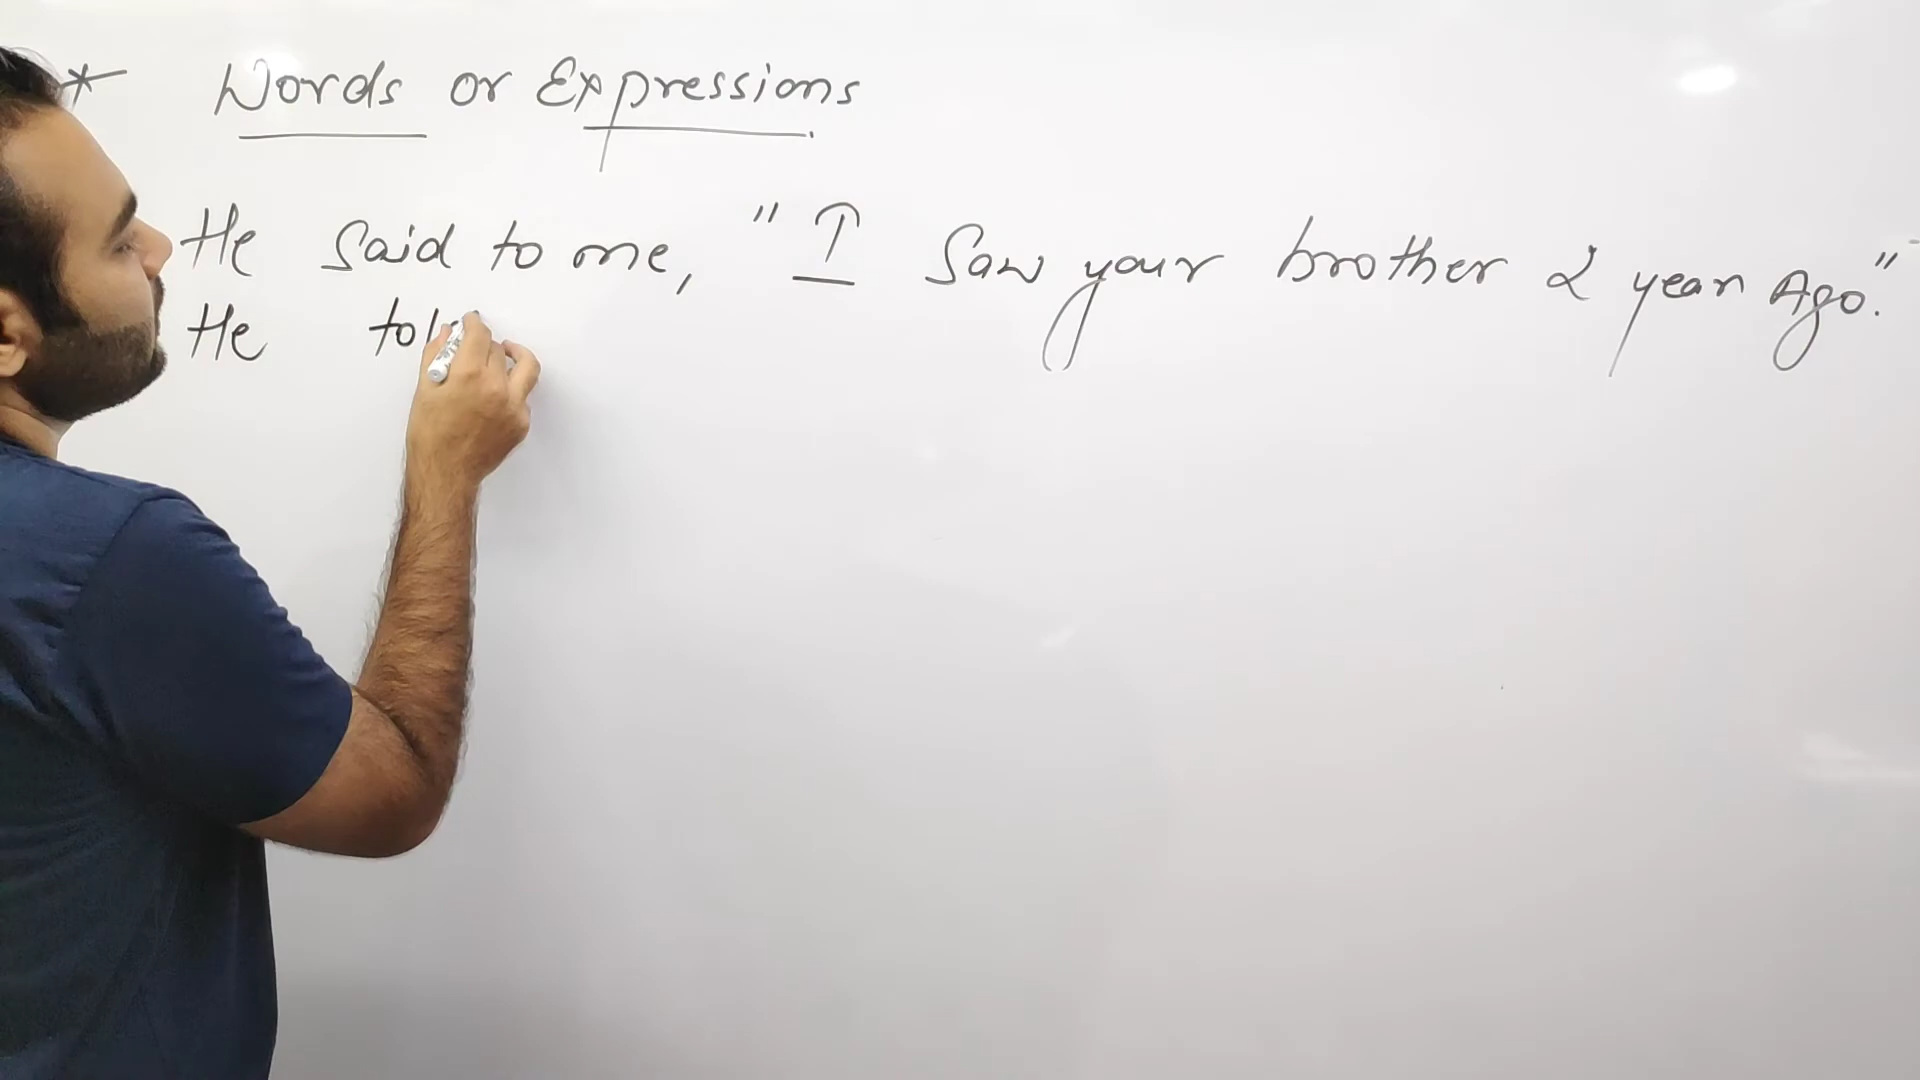 * Words or Expressions
He said to me, "I saw your brother 2 year Ago."
He told